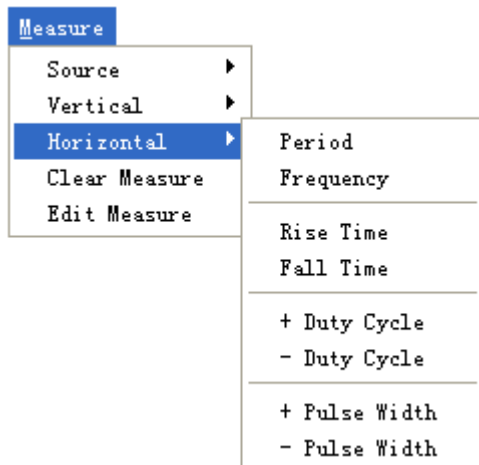 Measure
Source
Vertical
Horizontal
Clear Measure
Edit Measure
Period
Frequency
Rise Time
Fall Time
+ Duty Cycle
- Duty Cycle
+ Pulse Width
- Pulse Width